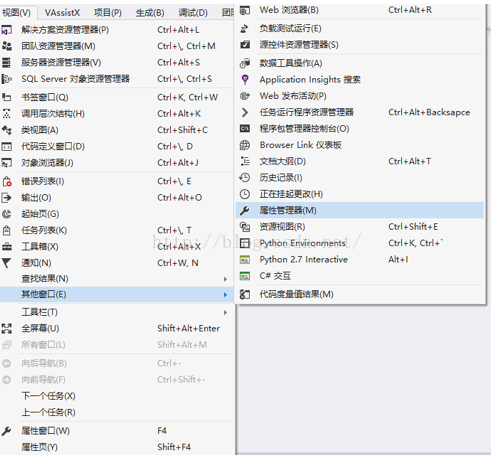 视图(V) VAssistX 项目(P) 生成(B) 调试(D) 团
解决方案资源管理器(P) Ctrl+Alt+L
团队资源管理器(M) Ctrl+\, Ctrl+M
服务器资源管理器(V) Ctrl+Alt+S
SQL Server 对象资源管理器 Ctrl+\, Ctrl+S
书签窗口(Q) Ctrl+K, Ctrl+W
调用层次结构(H) Ctrl+Alt+K
类视图(A) Ctrl+Shift+C
代码定义窗口(D) Ctrl+\, D
对象浏览器(J) Ctrl+Alt+J
错误列表(I) Ctrl+\, E
输出(O) Ctrl+Alt+O
起始页(G)
任务列表(K) Ctrl+\, T
工具箱(X) Ctrl+Alt+X
通知(N) Ctrl+W, N
查找结果(N)
其他窗口(E)
工具栏(T)
全屏幕(U) Shift+Alt+Enter
所有窗口(L) Shift+Alt+M
向后导航(B) Ctrl+-
向前导航(F) Ctrl+Shift+-
下一个任务(X)
上一个任务(R)
属性窗口(W) F4
属性页(Y) Shift+F4
Web 浏览器(B) Ctrl+Alt+R
负载测试运行(E)
源控件资源管理器(S)
数据工具操作(A)
Application Insights 搜索
Web 发布活动(P)
任务运行程序资源管理器 Ctrl+Alt+Backsapce
程序包管理器控制台(O)
Browser Link 仪表板
文档大纲(D) Ctrl+Alt+T
历史记录(I)
正在挂起更改(H)
属性管理器(M)
资源视图(R) Ctrl+Shift+E
Python Environments Ctrl+K, Ctrl+`
Python 2.7 Interactive Alt+I
C# 交互
代码度量值结果(M)